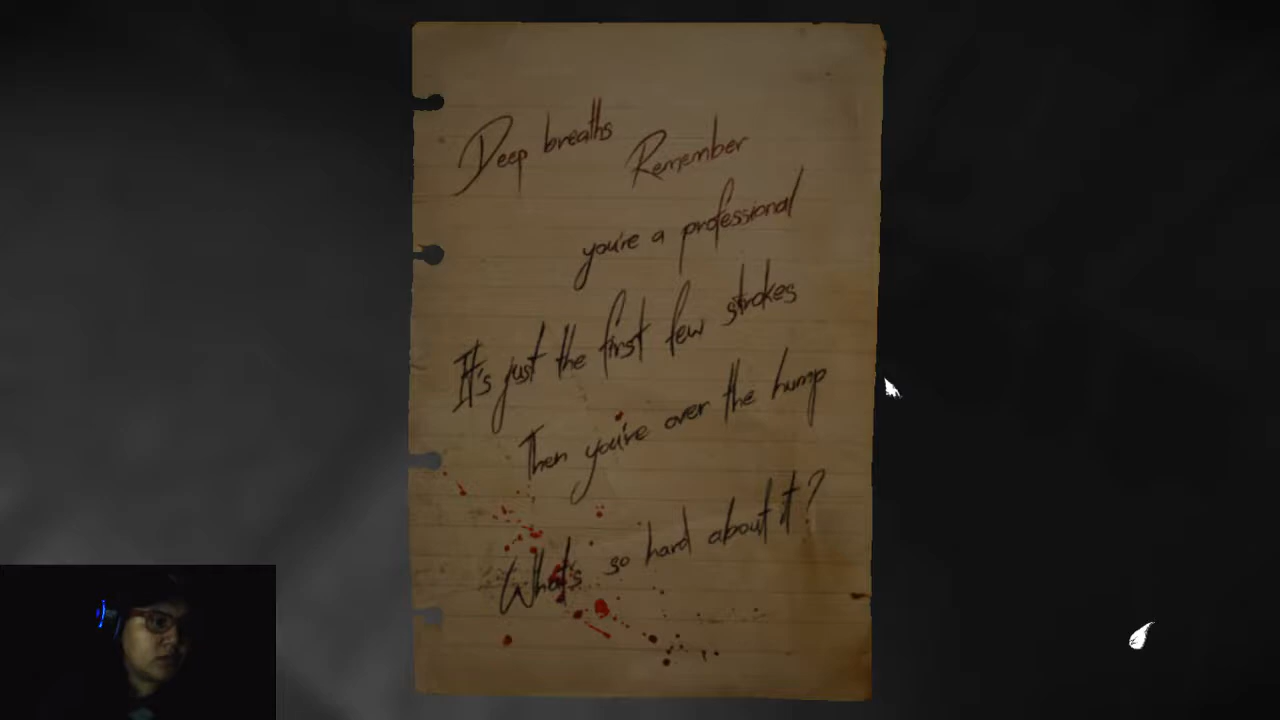 Deep breaths
Remember
you're a professional
It's just the first few strokes
Then you're over the hump
What's so hard about it?